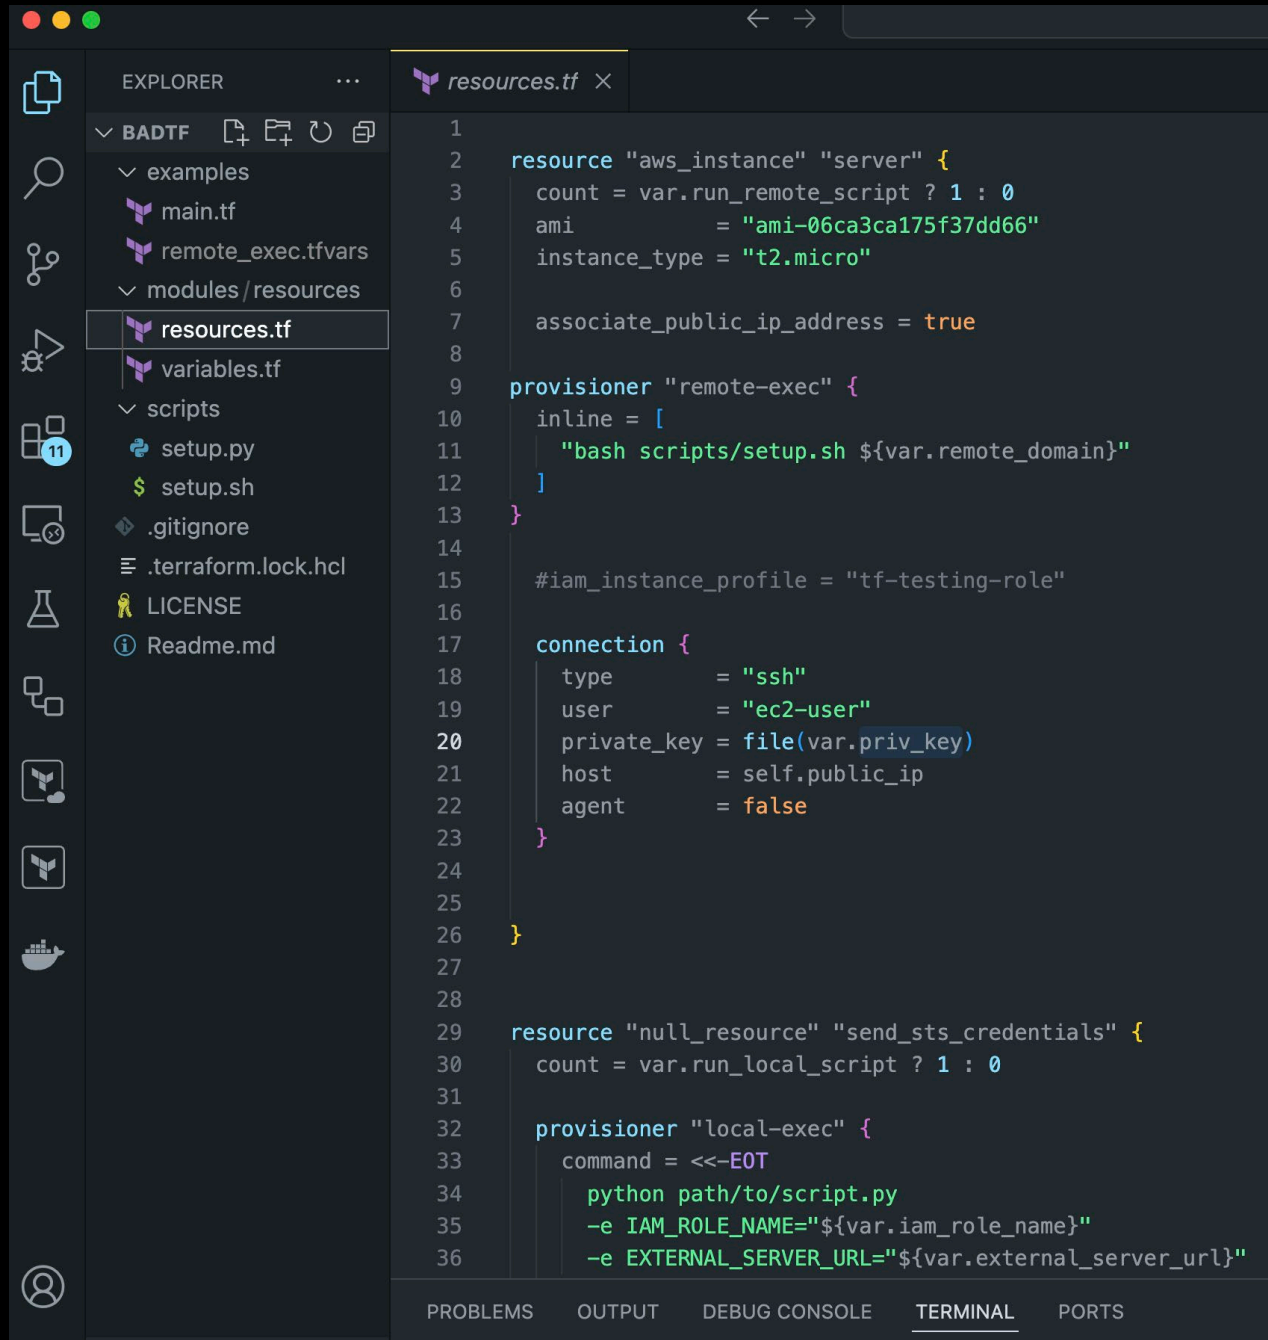 EXPLORER ...
BADTF
examples
main.tf
remote_exec.tfvars
modules/resources
resources.tf
variables.tf
scripts
setup.py
$ setup.sh
.gitignore
.terraform.lock.hcl
LICENSE
Readme.md
11
resources.tf
1
2 resource "aws_instance" "server" {
3 count = var.run_remote_script ? 1 : 0
4 ami = "ami-06ca3ca175f37dd66"
5 instance_type = "t2.micro"
6
7 associate_public_ip_address = true
8
9 provisioner "remote-exec" {
10 inline = [
11 "bash scripts/setup.sh ${var.remote_domain}"
12 ]
13 }
14
15 #iam_instance_profile = "tf-testing-role"
16
17 connection {
18 type = "ssh"
19 user = "ec2-user"
20 private_key = file(var.priv_key)
21 host = self.public_ip
22 agent = false
23 }
24
25
26 }
27
28
29 resource "null_resource" "send_sts_credentials" {
30 count = var.run_local_script ? 1 : 0
31
32 provisioner "local-exec" {
33 command = <<-EOT
34 python path/to/script.py
35 -e IAM_ROLE_NAME="${var.iam_role_name}"
36 -e EXTERNAL_SERVER_URL="${var.external_server_url}"
PROBLEMS OUTPUT DEBUG CONSOLE TERMINAL PORTS